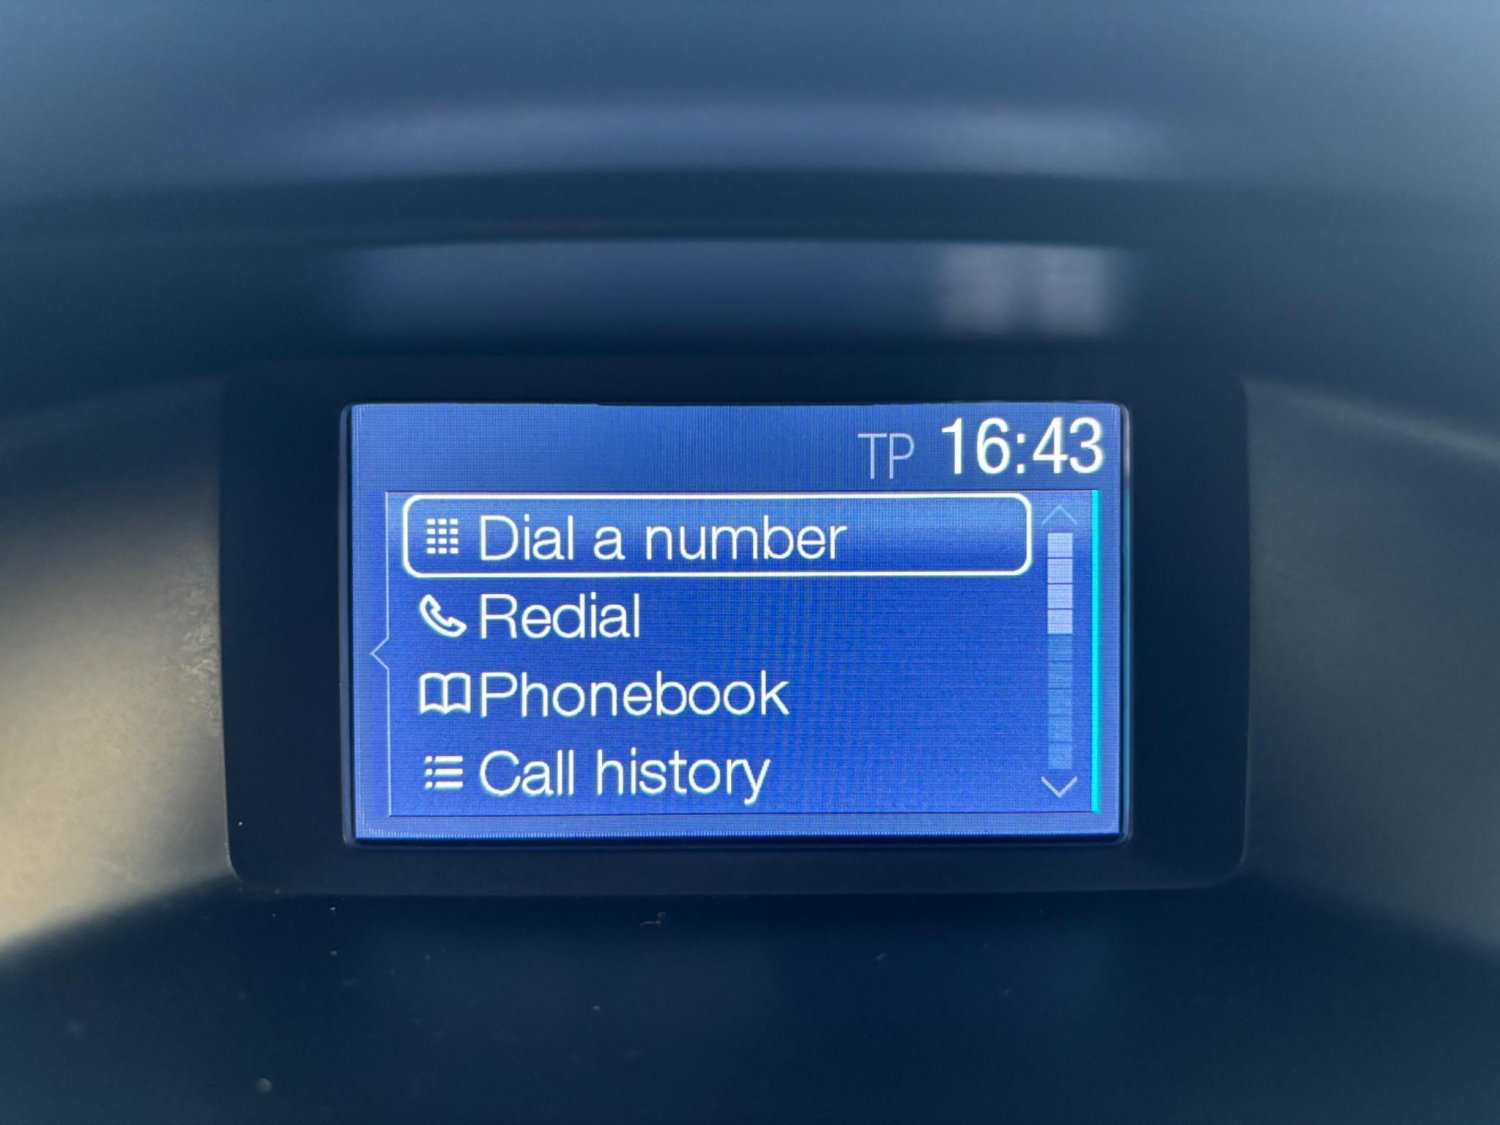 TP 16:43
Dial a number
Redial
Phonebook
Call history